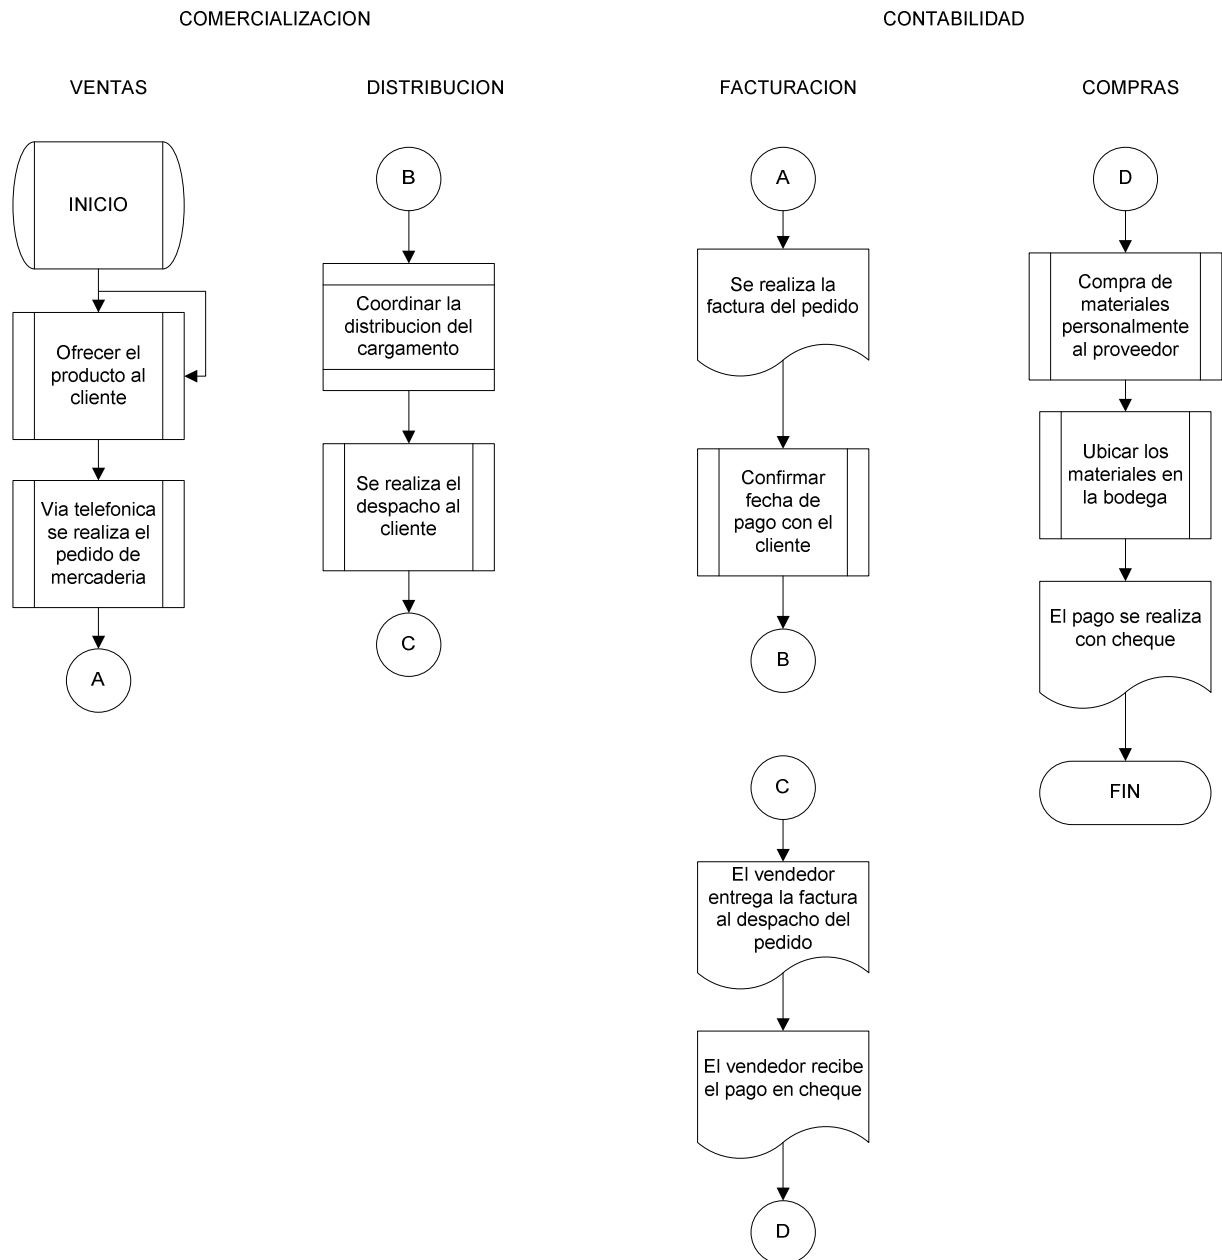 COMERCIALIZACION
CONTABILIDAD
VENTAS
DISTRIBUCION
FACTURACION
COMPRAS
INICIO
Ofrecer el
producto al
cliente
Via telefonica
se realiza el
pedido de
mercaderia
A
B
Coordinar la
distribucion del
cargamento
Se realiza el
despacho al
cliente
C
A
Se realiza la
factura del pedido
Confirmar
fecha de
pago con el
cliente
B
C
El vendedor
entrega la factura
al despacho del
pedido
El vendedor recibe
el pago en cheque
D
D
Compra de
materiales
personalmente
al proveedor
Ubicar los
materiales en
la bodega
El pago se realiza
con cheque
FIN